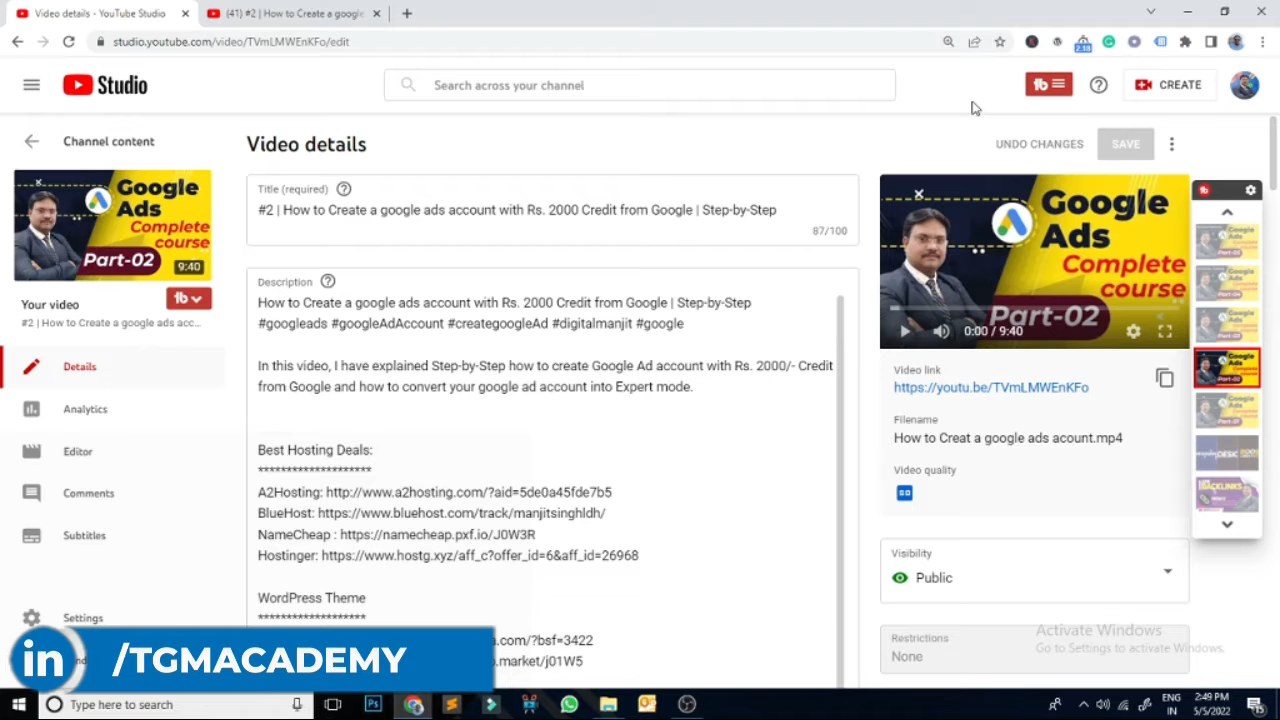 Video details - YouTube Studio
(41) #2 | How to Create a google
studio.youtube.com/video/TVmLMWEnKFo/edit
2.18
Studio
Search across your channel
CREATE
Channel content
Video details
UNDO CHANGES
SAVE
Google
Ads
Complete
course
Part-02
9:40
Your video
#2 | How to Create a google ads acc...
Details
Analytics
Editor
Comments
Subtitles
Settings
Title (required)
#2 | How to Create a google ads account with Rs. 2000 Credit from Google | Step-by-Step
87/100
Description
How to Create a google ads account with Rs. 2000 Credit from Google | Step-by-Step
#googleads #googleAdAccount #creategoogleAd #digitalmanjit #google
In this video, I have explained Step-by-Step how to create Google Ad account with Rs. 2000/- Credit
from Google and how to convert your google ad account into Expert mode.
Best Hosting Deals:
********************
A2Hosting: http://www.a2hosting.com/?aid=5de0a45fde7b5
BlueHost: https://www.bluehost.com/track/manjitsinghldh/
NameCheap : https://namecheap.pxf.io/J0W3R
Hostinger: https://www.hostg.xyz/aff_c?offer_id=6&aff_id=26968
WordPress Theme
*******************
a.com/?bsf=3422
o.market/j01W5
Google
Ads
Complete
course
Part-02
0:00 / 9:40
Video link
https://youtu.be/TVmLMWEnKFo
Filename
How to Creat a google ads acount.mp4
Video quality
SD
Visibility
Public
Restrictions
None
Activate Windows
Go to Settings to activate Windows.
in /TGMACADEMY
Type here to search
ENG
IN
2:49 PM
5/5/2022